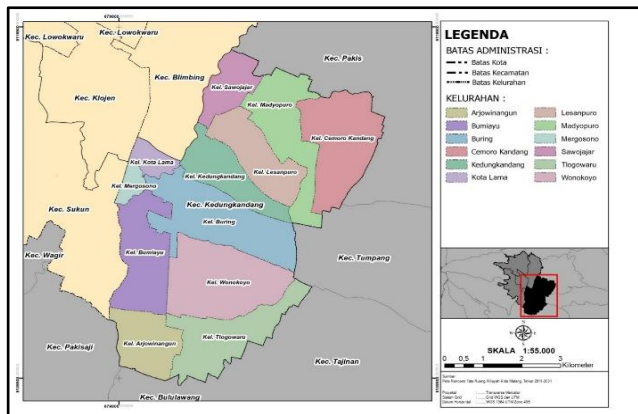 679000
Kec. Lowokwaru
Kec. Lowokwaru
Kec. Klojen
Kec. Blimbing
Kec. Pakis
Kel. Sawojajar
Kel. Madyopuro
Kel. Cemoro Kandang
Kel. Kota Lama
Kel. Lesanpuro
Kel. Kedungkandang
Kel. Mergosono
Kec. Kedungkandang
Kec. Sukun
Kel. Buring
Kec. Wagir
Kel. Bumiayu
Kec. Tumpang
Kel. Wonokoyo
Kec. Pakisaji
Kel. Arjowinangun
Kel. Tlogowaru
Kec. Tajinan
Kec. Bululawang
679000
LEGENDA
BATAS ADMINISTRASI :
Batas Kota
Batas Kecamatan
Batas Kelurahan
KELURAHAN :
Arjowinangun
Bumiayu
Buring
Cemoro Kandang
Kedungkandang
Kota Lama
Lesanpuro
Madyopuro
Mergosono
Sawojajar
Tlogowaru
Wonokoyo
SKALA 1:55.000
0 0,5 1 2 3
Kilometer
Sumber